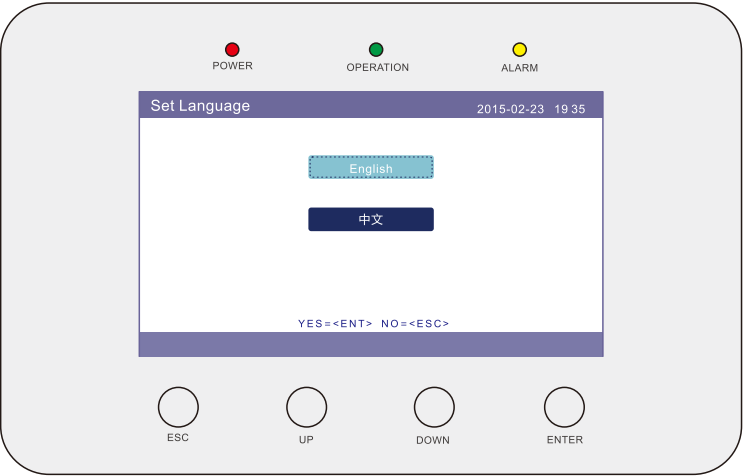 POWER
OPERATION
ALARM
Set Language
2015-02-23 19 35
English
中文
YES=<ENT> NO=<ESC>
ESC
UP
DOWN
ENTER